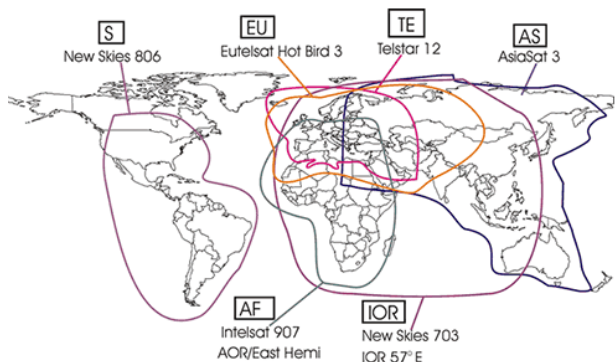 S
New Skies 806
EU
Eutelsat Hot Bird 3
TE
Telstar 12
AS
AsiaSat 3
AF
Intelsat 907
AOR/East Hemi
IOR
New Skies 703
IOR 57° E